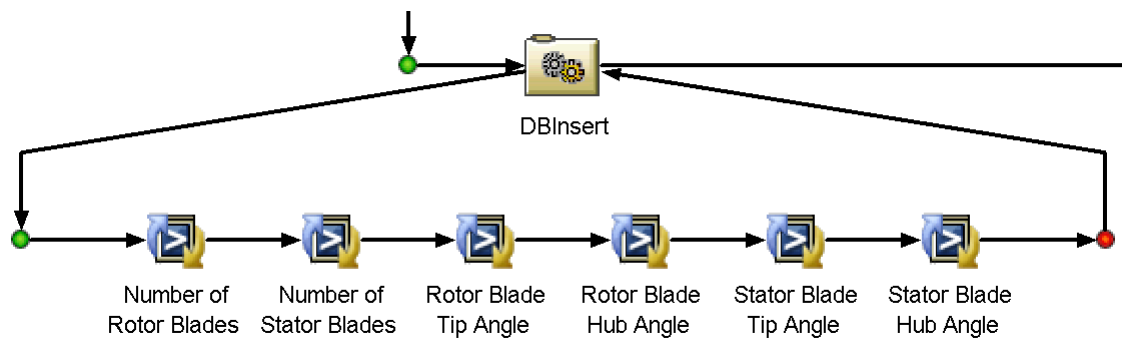 DBInsert
Number of
Rotor Blades
Number of
Stator Blades
Rotor Blade
Tip Angle
Rotor Blade
Hub Angle
Stator Blade
Tip Angle
Stator Blade
Hub Angle